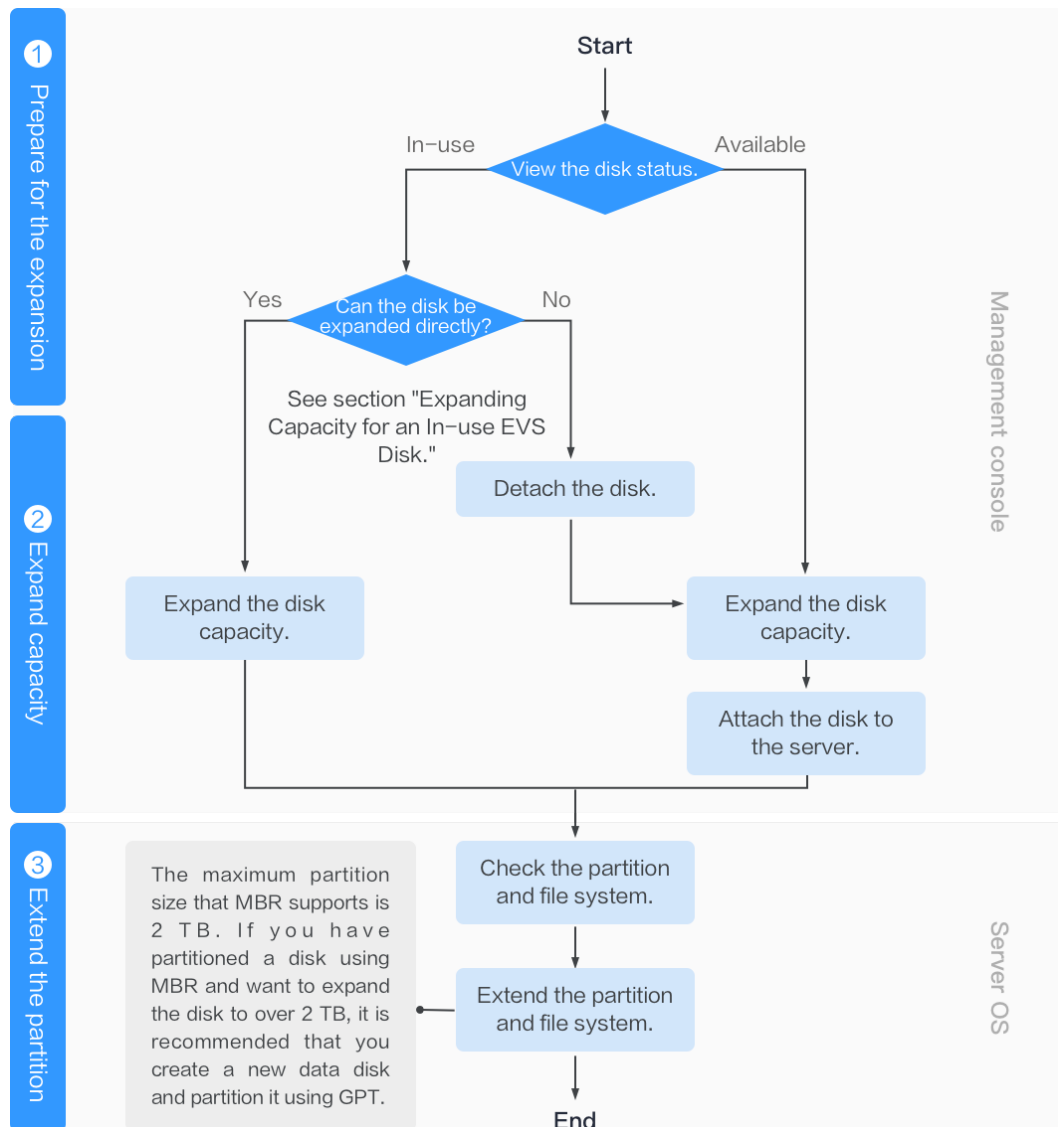 1 Prepare for the expansion
Start
In-use
Available
View the disk status.
Yes
No
Can the disk be
expanded directly?
See section "Expanding
Capacity for an In-use EVS
Disk."
Management console
2 Expand capacity
Detach the disk.
Expand the disk
capacity.
Expand the disk
capacity.
Attach the disk to
the server.
3 Extend the partition
The maximum partition
size that MBR supports is
2 TB. If you have
partitioned a disk using
MBR and want to expand
the disk to over 2 TB, it is
recommended that you
create a new data disk
and partition it using GPT.
Check the partition
and file system.
Extend the partition
and file system.
Server OS
End